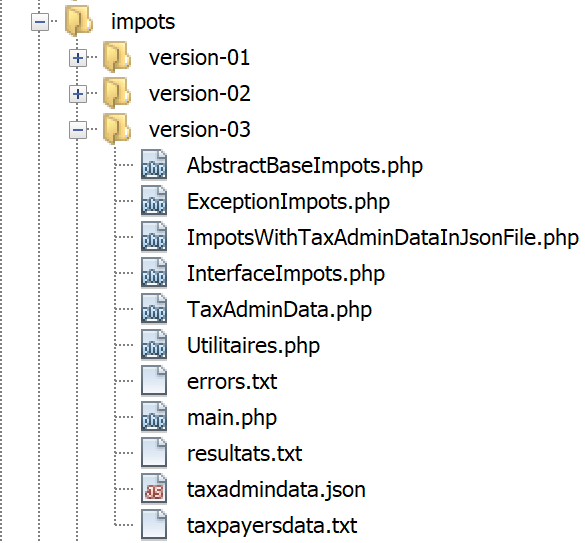 impots
version-01
version-02
version-03
AbstractBaseImpots.php
ExceptionImpots.php
ImpotsWithTaxAdminDataInJsonFile.php
InterfaceImpots.php
TaxAdminData.php
Utilitaires.php
errors.txt
main.php
resultats.txt
taxadmindata.json
taxpayersdata.txt